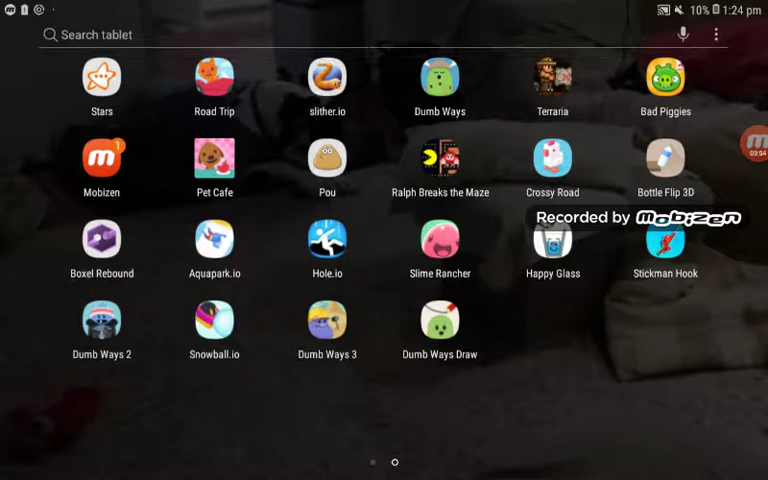 10% 1:24 pm
Search tablet
Stars Road Trip slither.io Dumb Ways Terraria Bad Piggies
1
03:54
Mobizen Pet Cafe Pou Ralph Breaks the Maze Crossy Road Bottle Flip 3D
Recorded by mobizen
Boxel Rebound Aquapark.io Hole.io Slime Rancher Happy Glass Stickman Hook
Dumb Ways 2 Snowball.io Dumb Ways 3 Dumb Ways Draw